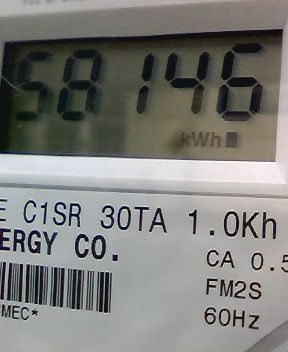 58146
kWh
E C1SR 30TA 1.0Kh
ERGY CO.
CA 0.5
FM2S
60Hz
MEC*